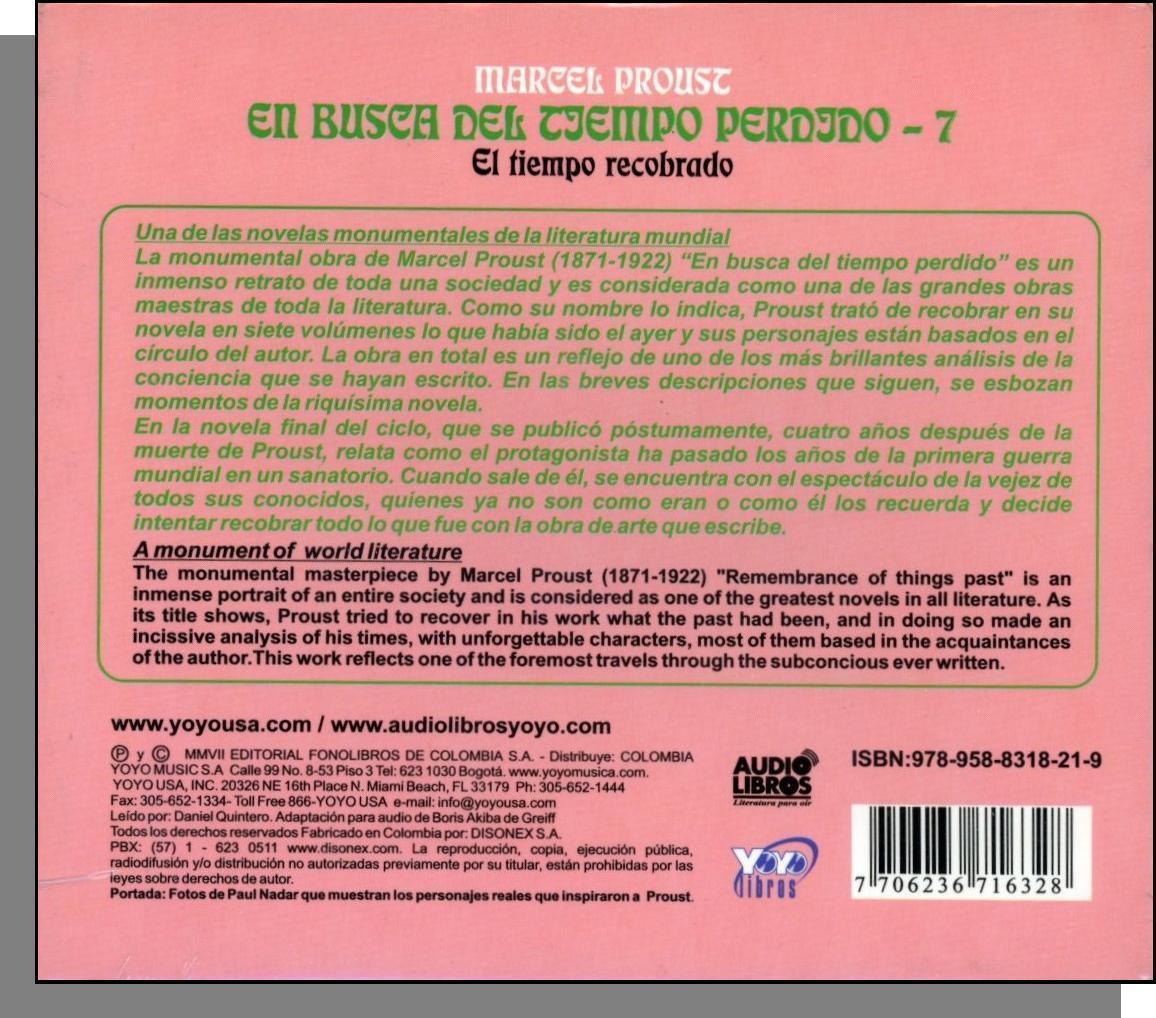 MARCEL PROUST
EN BUSCA DEL TIEMPO PERDIDO - 7
El tiempo recobrado
Una de las novelas monumentales de la literatura mundial
La monumental obra de Marcel Proust (1871-1922) “En busca del tiempo perdido” es un
inmenso retrato de toda una sociedad y es considerada como una de las grandes obras
maestras de toda la literatura. Como su nombre lo indica, Proust trató de recobrar en su
novela en siete volúmenes lo que había sido el ayer y sus personajes están basados en el
círculo del autor. La obra en total es un reflejo de uno de los más brillantes análisis de la
conciencia que se hayan escrito. En las breves descripciones que siguen, se esbozan
momentos de la riquísima novela.
En la novela final del ciclo, que se publicó póstumamente, cuatro años después de la
muerte de Proust, relata como el protagonista ha pasado los años de la primera guerra
mundial en un sanatorio. Cuando sale de él, se encuentra con el espectáculo de la vejez de
todos sus conocidos, quienes ya no son como eran o como él los recuerda y decide
intentar recobrar todo lo que fue con la obra de arte que escribe.
A monument of world literature
The monumental masterpiece by Marcel Proust (1871-1922) "Remembrance of things past" is an
inmense portrait of an entire society and is considered as one of the greatest novels in all literature. As
its title shows, Proust tried to recover in his work what the past had been, and in doing so made an
incissive analysis of his times, with unforgettable characters, most of them based in the acquaintances
of the author.This work reflects one of the foremost travels through the subconcious ever written.
www.yoyousa.com / www.audiolibrosyoyo.com
Ⓟ y © MMVII EDITORIAL FONOLIBROS DE COLOMBIA S.A. - Distribuye: COLOMBIA
YOYO MUSIC S.A Calle 99 No. 8-53 Piso 3 Tel: 623 1030 Bogotá. www.yoyomusica.com.
YOYO USA, INC. 20326 NE 16th Place N. Miami Beach, FL 33179 Ph: 305-652-1444
Fax: 305-652-1334- Toll Free 866-YOYO USA e-mail: info@yoyousa.com
Leído por: Daniel Quintero. Adaptación para audio de Boris Akiba de Greiff
Todos los derechos reservados Fabricado en Colombia por: DISONEX S.A.
PBX: (57) 1 - 623 0511 www.disonex.com. La reproducción, copia, ejecución pública,
radiodifusión y/o distribución no autorizadas previamente por su titular, están prohibidas por las
leyes sobre derechos de autor.
Portada: Fotos de Paul Nadar que muestran los personajes reales que inspiraron a Proust.
AUDIO
LIBROS
Literatura para oír
YOYO
libros
ISBN:978-958-8318-21-9
7 706236 716328